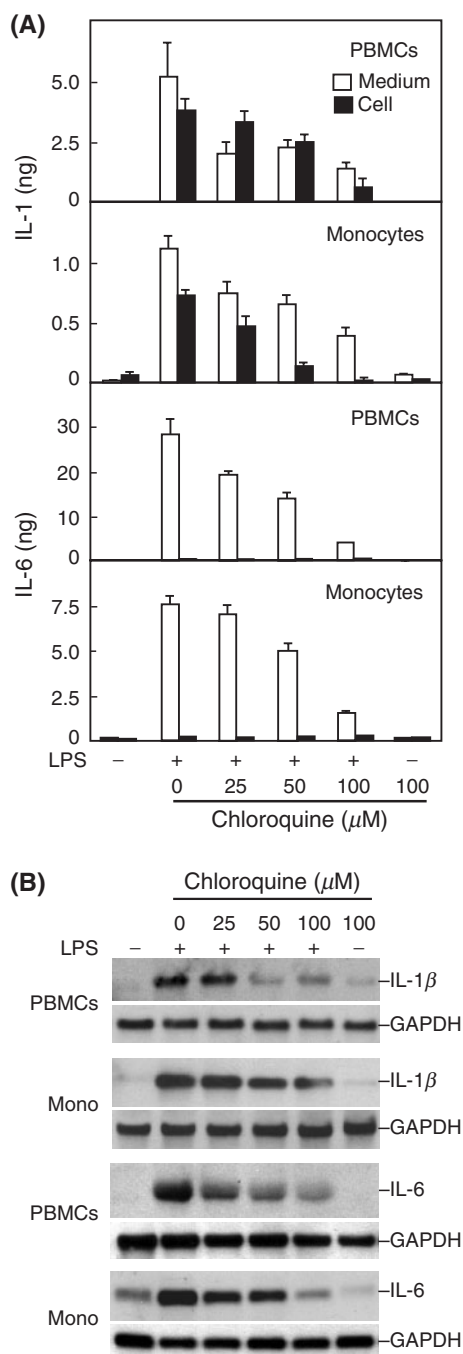 (A)
PBMCs
Medium
Cell
5.0
2.5
0
IL-1 (ng)
Monocytes
1.0
0.5
0
PBMCs
30
20
10
0
IL-6 (ng)
Monocytes
7.5
5.0
2.5
0
LPS – + + + + –
0 25 50 100 100
Chloroquine (μM)
(B)
Chloroquine (μM)
0 25 50 100 100
LPS – + + + + –
PBMCs
–IL-1β
–GAPDH
Mono
–IL-1β
–GAPDH
PBMCs
–IL-6
–GAPDH
Mono
–IL-6
–GAPDH